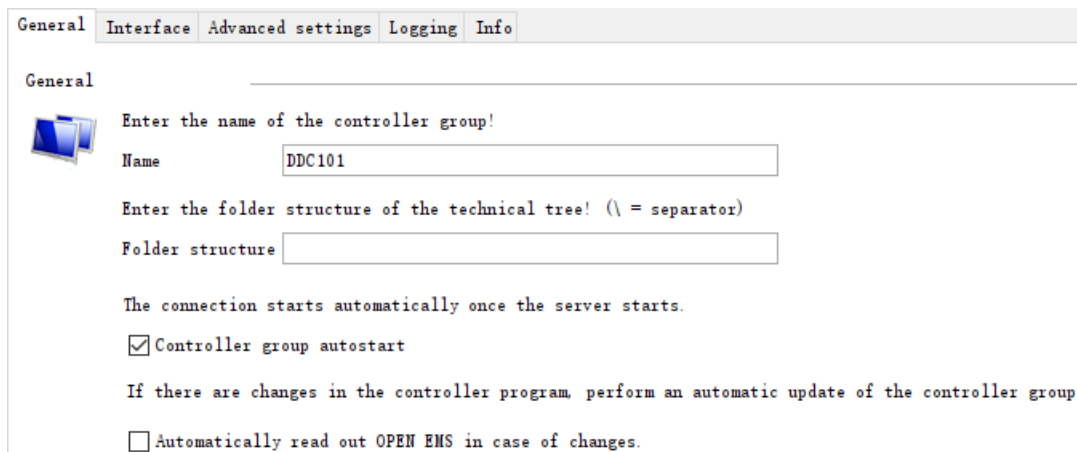 General Interface Advanced settings Logging Info
General
Enter the name of the controller group!
Name DDC101
Enter the folder structure of the technical tree! (\ = separator)
Folder structure
The connection starts automatically once the server starts.
Controller group autostart
If there are changes in the controller program, perform an automatic update of the controller group
Automatically read out OPEN EMS in case of changes.